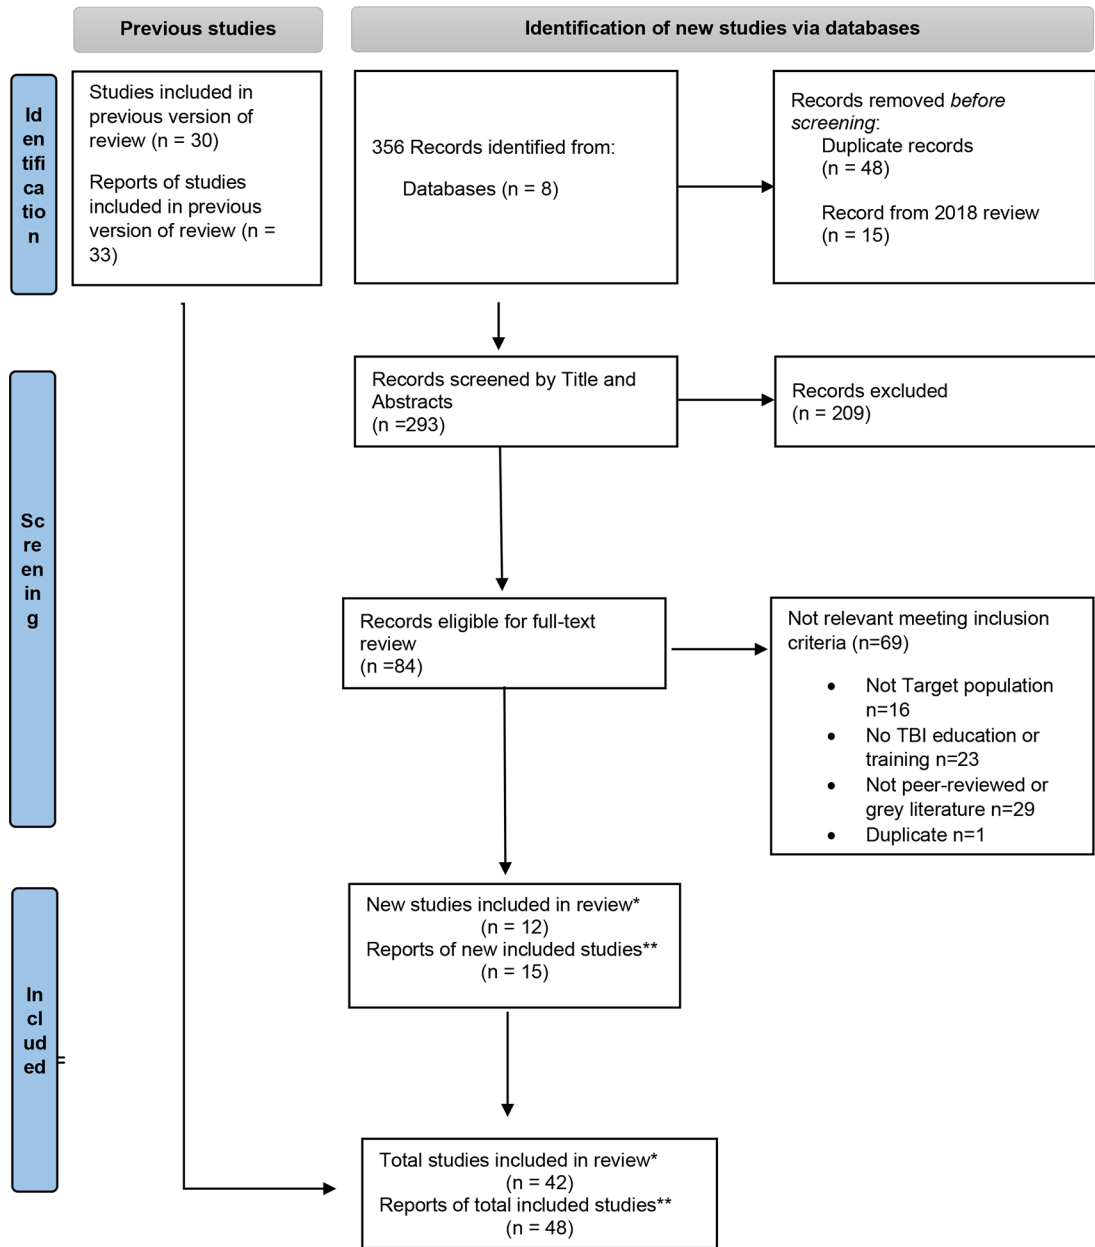 Previous studies
Identification of new studies via databases
Id
en
tifi
ca
tio
n
Studies included in
previous version of
review (n = 30)
Reports of studies
included in previous
version of review (n =
33)
356 Records identified from:
Databases (n = 8)
Records removed before
screening:
Duplicate records
(n = 48)
Record from 2018 review
(n = 15)
Sc
re
en
in
g
Records screened by Title and
Abstracts
(n =293)
Records excluded
(n = 209)
Records eligible for full-text
review
(n =84)
Not relevant meeting inclusion
criteria (n=69)
• Not Target population
n=16
• No TBI education or
training n=23
• Not peer-reviewed or
grey literature n=29
• Duplicate n=1
In
cl
ud
ed
=
New studies included in review*
(n = 12)
Reports of new included studies**
(n = 15)
Total studies included in review*
(n = 42)
Reports of total included studies**
(n = 48)